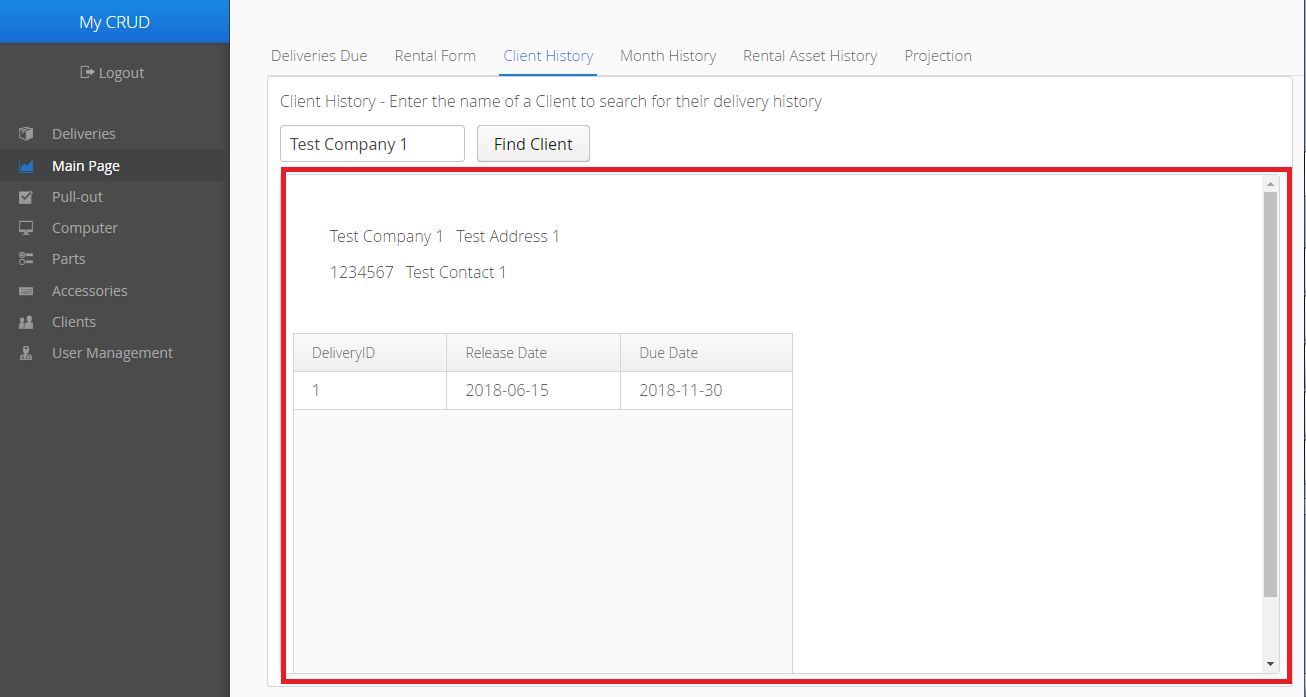 My CRUD
Logout
Deliveries
Main Page
Pull-out
Computer
Parts
Accessories
Clients
User Management
Deliveries Due Rental Form Client History Month History Rental Asset History Projection
Client History - Enter the name of a Client to search for their delivery history
Test Company 1 Find Client
Test Company 1 Test Address 1
1234567 Test Contact 1
DeliveryID Release Date Due Date
1 2018-06-15 2018-11-30